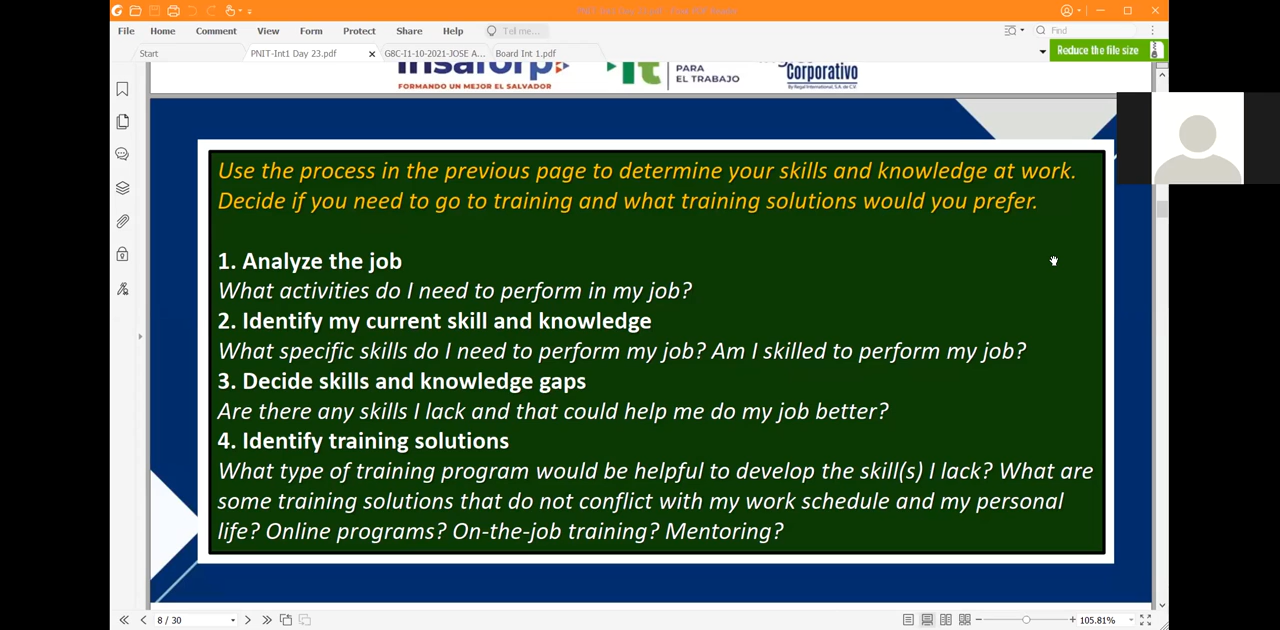 File Home Comment View Form Protect Share Help Tell me... Find
Start PNIT-Int1 Day 23.pdf G8C-I1-10-2021-JOSE A... Board Int 1.pdf Reduce the file size
insaforp
FORMANDO UN MEJOR EL SALVADOR
PARA
EL TRABAJO
Corporativo
Use the process in the previous page to determine your skills and knowledge at work.
Decide if you need to go to training and what training solutions would you prefer.
1. Analyze the job
What activities do I need to perform in my job?
2. Identify my current skill and knowledge
What specific skills do I need to perform my job? Am I skilled to perform my job?
3. Decide skills and knowledge gaps
Are there any skills I lack and that could help me do my job better?
4. Identify training solutions
What type of training program would be helpful to develop the skill(s) I lack? What are
some training solutions that do not conflict with my work schedule and my personal
life? Online programs? On-the-job training? Mentoring?
8 / 30 105.81%